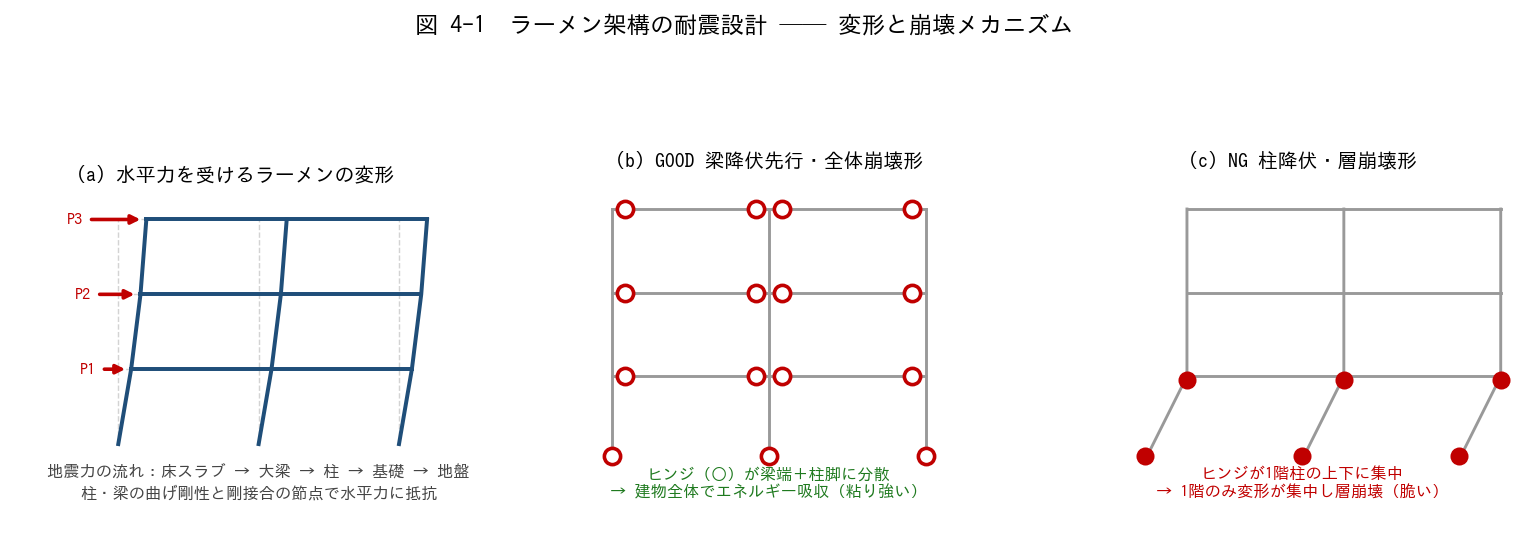 図 4-1　ラーメン架構の耐震設計 ―― 変形と崩壊メカニズム
(a) 水平力を受けるラーメンの変形
P3
P2
P1
地震力の流れ：床スラブ → 大梁 → 柱 → 基礎 → 地盤
柱・梁の曲げ剛性と剛接合の節点で水平力に抵抗
(b) GOOD 梁降伏先行・全体崩壊形
ヒンジ（○）が梁端＋柱脚に分散
→ 建物全体でエネルギー吸収（粘り強い）
(c) NG 柱降伏・層崩壊形
ヒンジが1階柱の上下に集中
→ 1階のみ変形が集中し層崩壊（脆い）